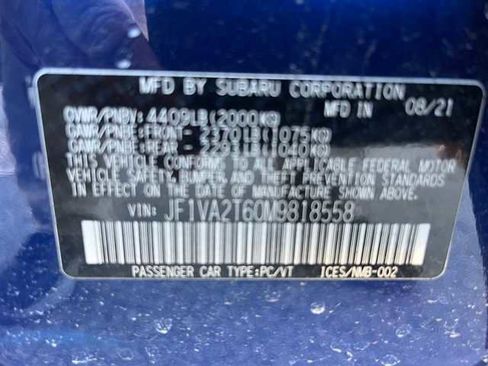 MFD BY SUBARU CORPORATION
MFD IN 08/21
GVWR/PNBV: 4409LB(2000KG)
GAWR/PNBE:FRONT: 2370LB(1075KG)
GAWR/PNBE:REAR : LB(1040KG)
THIS VEHICLE CONFORMS TO ALL APPLICABLE FEDERAL MOTOR
VEHICLE SAFETY, BUMPER AND THEFT PREVENTION STANDARDS
IN EFFECT ON THE DATE OF MANUFACTURE SHOWN ABOVE.
VIN: JF1VA2T60M9818558
PASSENGER CAR TYPE:PC/VT ICES/NMB-002